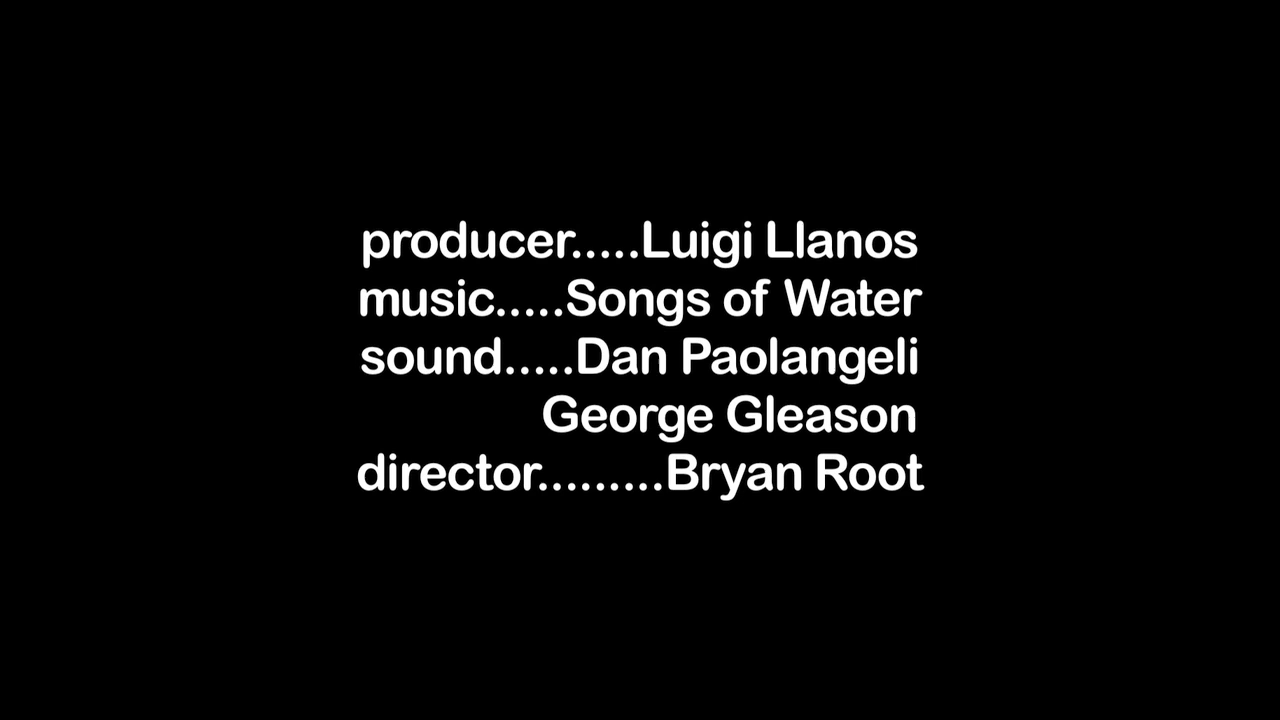 producer.....Luigi Llanos
music.....Songs of Water
sound.....Dan Paolangeli
George Gleason
director.........Bryan Root